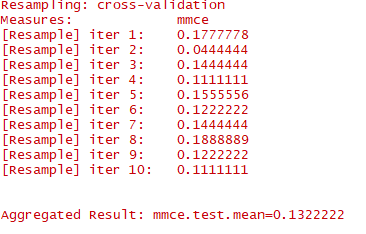 Resampling: cross-validation
Measures:             mmce
[Resample] iter 1:    0.1777778
[Resample] iter 2:    0.0444444
[Resample] iter 3:    0.1444444
[Resample] iter 4:    0.1111111
[Resample] iter 5:    0.1555556
[Resample] iter 6:    0.1222222
[Resample] iter 7:    0.1444444
[Resample] iter 8:    0.1888889
[Resample] iter 9:    0.1222222
[Resample] iter 10:   0.1111111
Aggregated Result: mmce.test.mean=0.1322222